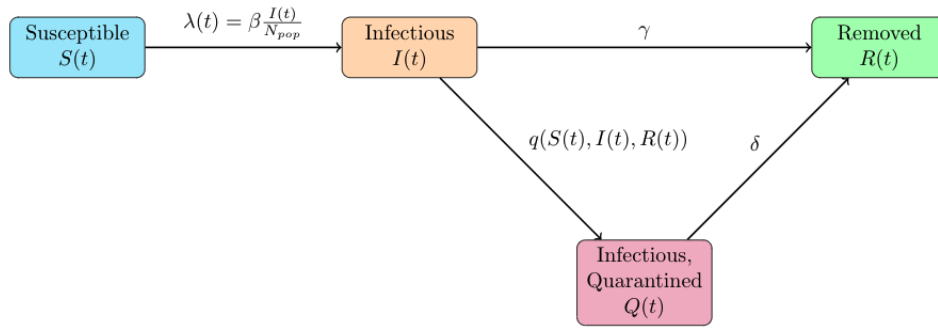 Susceptible
S(t)
λ(t) = β I(t)/N_pop
Infectious
I(t)
γ
Removed
R(t)
q(S(t), I(t), R(t))
δ
Infectious,
Quarantined
Q(t)